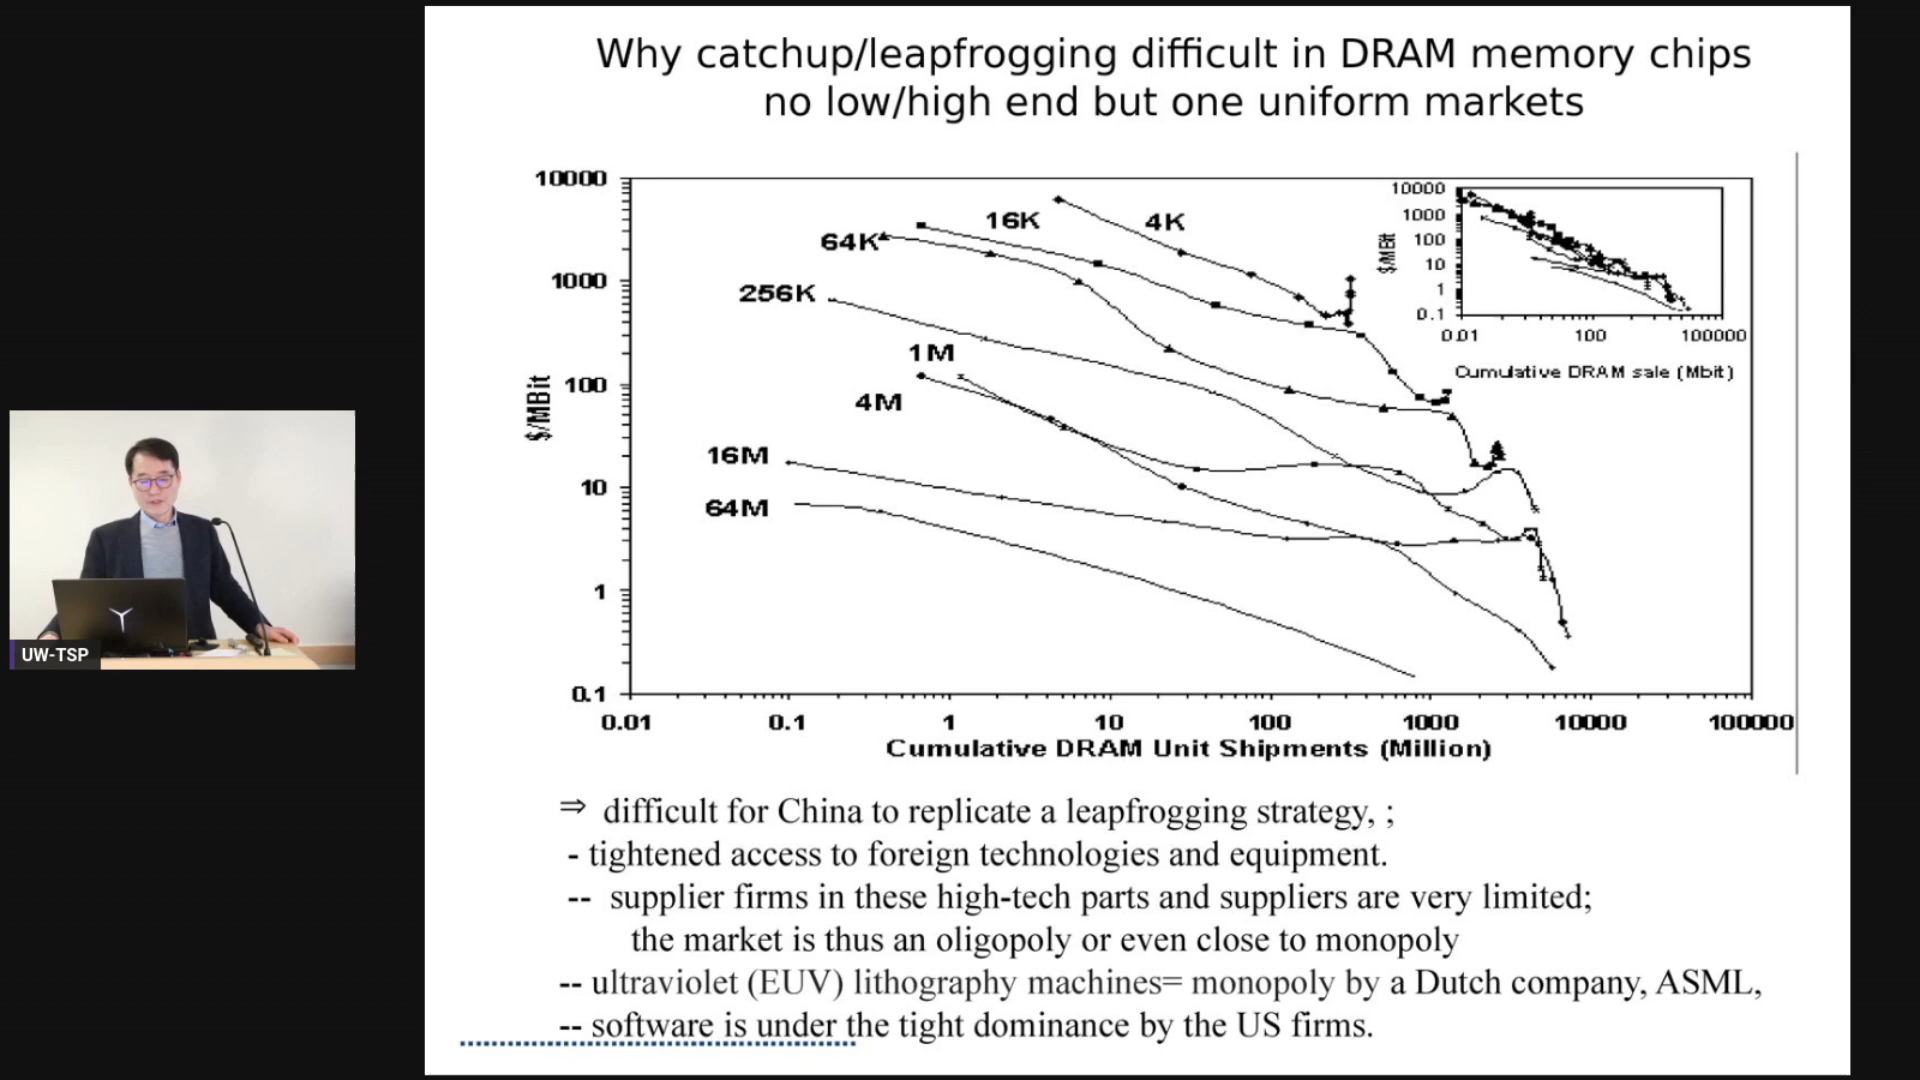 Why catchup/leapfrogging difficult in DRAM memory chips
no low/high end but one uniform markets
10000
1000
100
10
1
0.1
$/MBit
64K
16K
4K
256K
1M
4M
16M
64M
0.01
0.1
1
10
100
1000
10000
100000
Cumulative DRAM Unit Shipments (Million)
10000
1000
100
10
1
0.1
$/MBit
0.01
100
100000
Cumulative DRAM sale (Mbit)
⇒ difficult for China to replicate a leapfrogging strategy, ;
- tightened access to foreign technologies and equipment.
-- supplier firms in these high-tech parts and suppliers are very limited;
the market is thus an oligopoly or even close to monopoly
-- ultraviolet (EUV) lithography machines= monopoly by a Dutch company, ASML,
-- software is under the tight dominance by the US firms.
UW-TSP